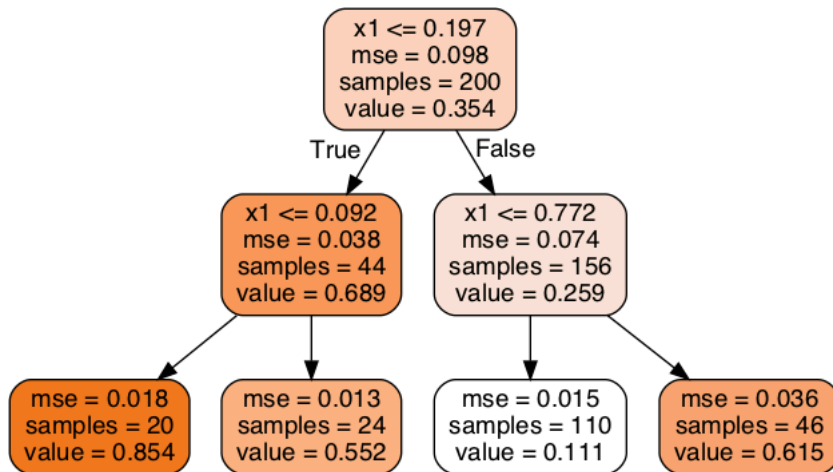 x1 <= 0.197
mse = 0.098
samples = 200
value = 0.354
True
False
x1 <= 0.092
mse = 0.038
samples = 44
value = 0.689
x1 <= 0.772
mse = 0.074
samples = 156
value = 0.259
mse = 0.018
samples = 20
value = 0.854
mse = 0.013
samples = 24
value = 0.552
mse = 0.015
samples = 110
value = 0.111
mse = 0.036
samples = 46
value = 0.615